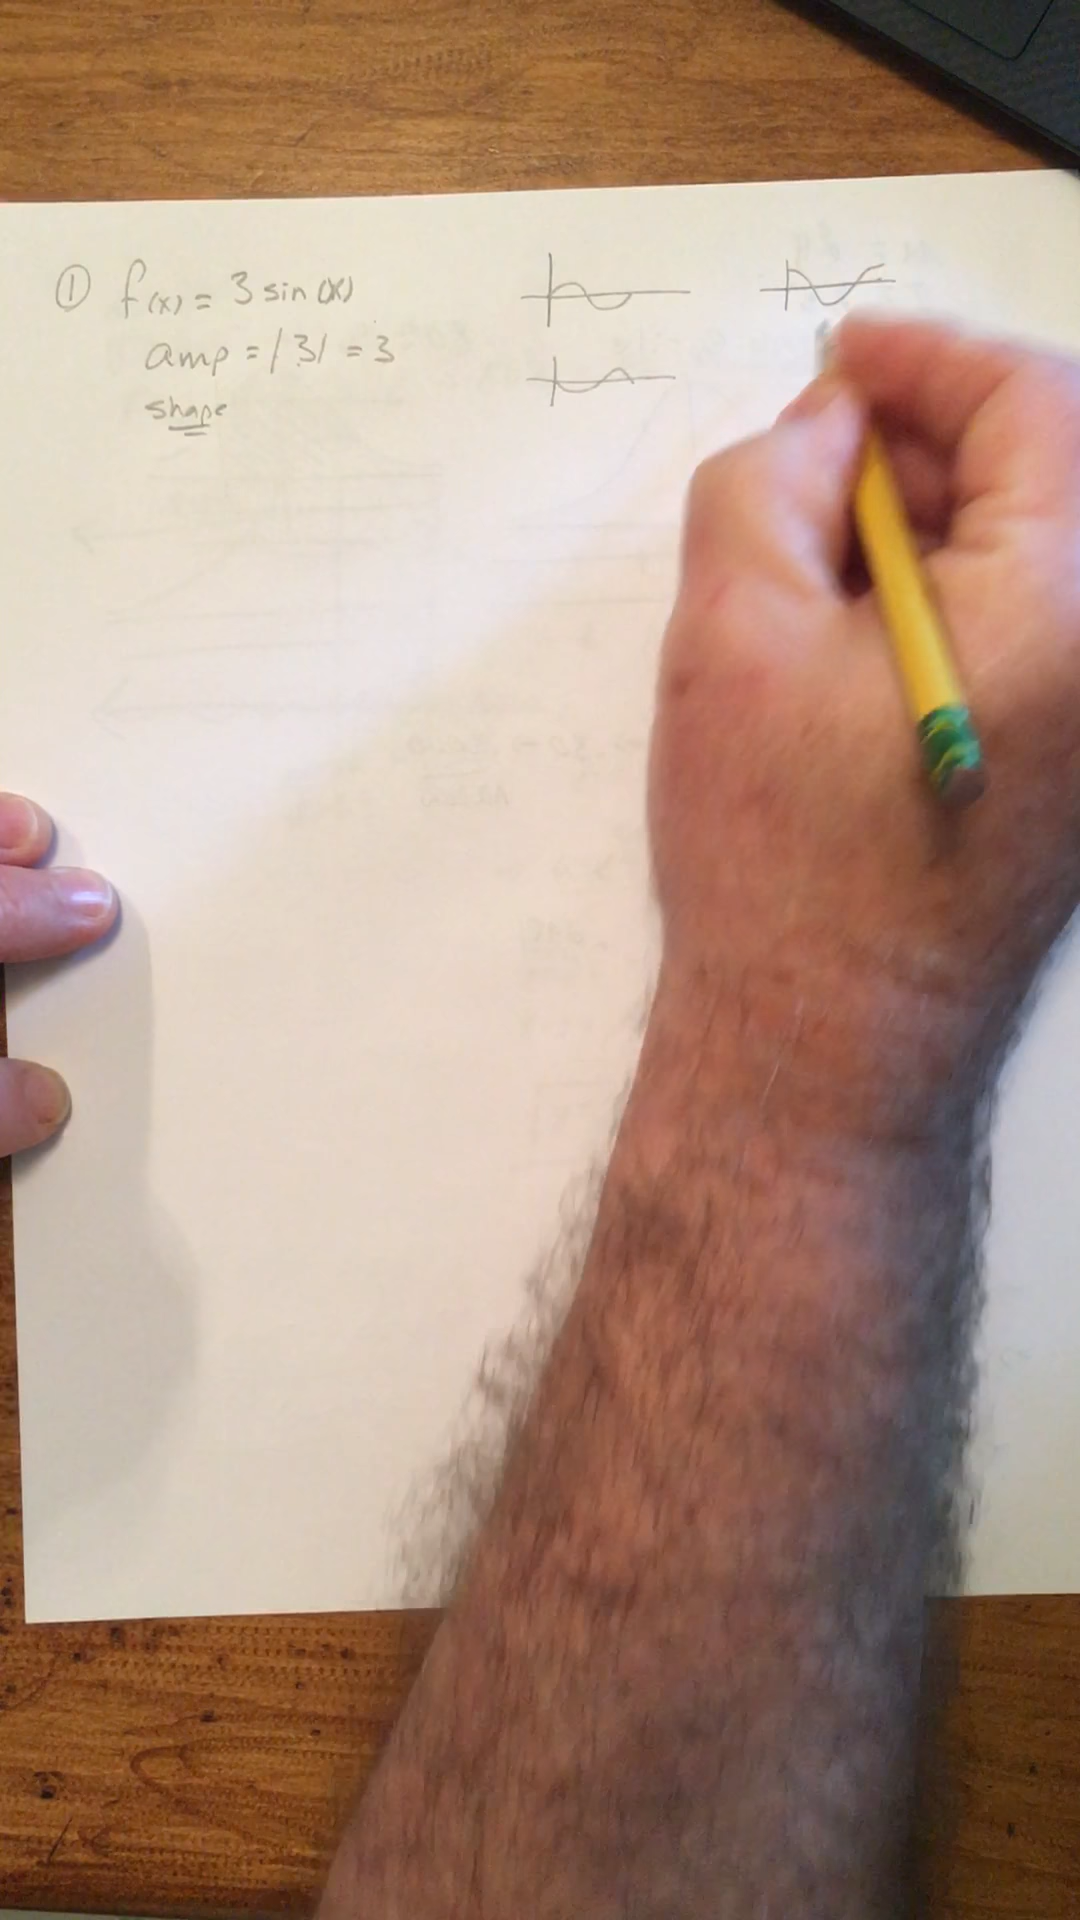 ① f(x) = 3 sin(x)
amp = |3| = 3
shape